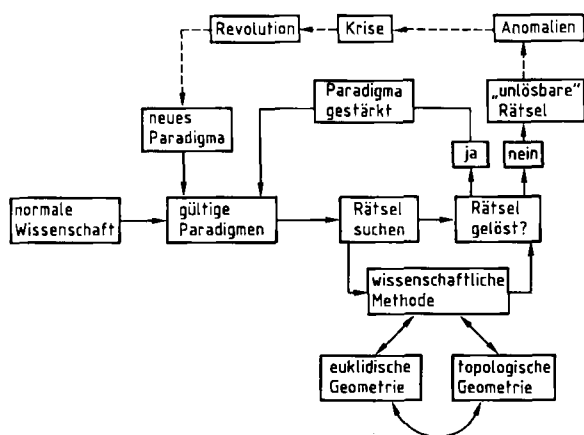 Revolution
Krise
Anomalien
neues
Paradigma
Paradigma
gestärkt
„unlösbare"
Rätsel
ja
nein
normale
Wissenschaft
gültige
Paradigmen
Rätsel
suchen
Rätsel
gelöst?
wissenschaftliche
Methode
euklidische
Geometrie
topologische
Geometrie